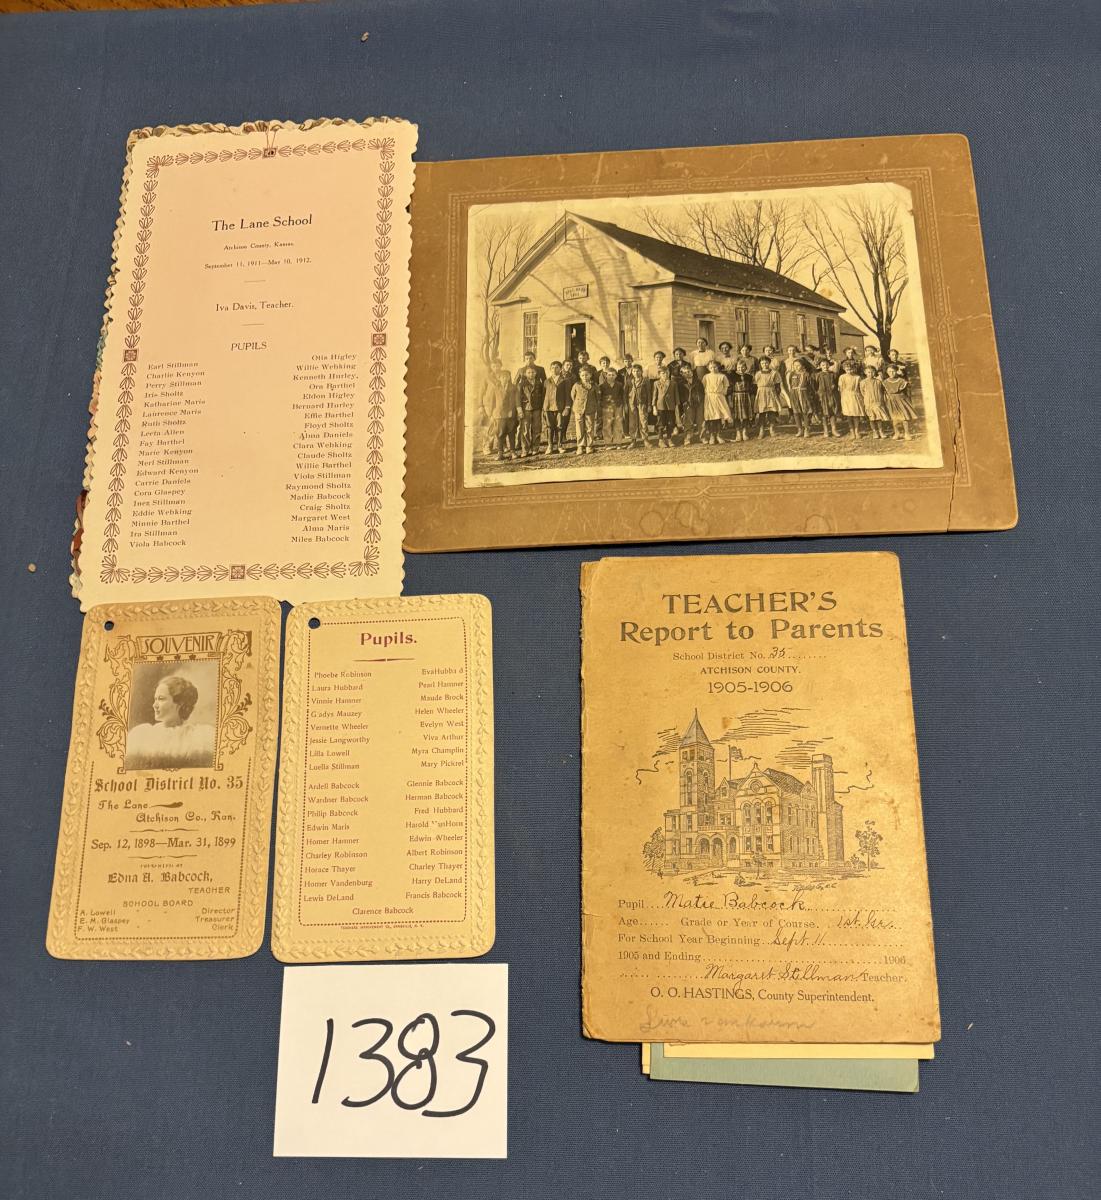 The Lane School
Atchison County, Kansas.
September 11, 1911—May 10, 1912.
Iva Davis, Teacher.
PUPILS
Earl Stillman
Charlie Kenyon
Perry Stillman
Iris Sholtz
Katharine Maris
Laurence Maris
Ruth Sholtz
Leeta Allen
Fay Barthel
Marie Kenyon
Merl Stillman
Edward Kenyon
Carrie Daniels
Cora Glaspey
Inez Stillman
Eddie Webking
Minnie Barthel
Ira Stillman
Viola Babcock
Otis Higley
Willie Webking
Kenneth Hurley,
Ora Barthel
Eldon Higley
Bernard Hurley
Effie Barthel
Floyd Sholtz
Alma Daniels
Clara Webking
Claude Sholtz
Willie Barthel
Viola Stillman
Raymond Sholtz
Madie Babcock
Craig Sholtz
Margaret West
Alma Maris
Miles Babcock
SOUVENIR
School District No. 35
The Lane
Atchison Co., Kan.
Sep. 12, 1898—Mar. 31, 1899
PRESENTED BY
Edna A. Babcock,
TEACHER
SCHOOL BOARD
A. Lowell - - Director
E. M. Glaspey - Treasurer
F. W. West - - Clerk
Pupils.
Phoebe Robinson
Laura Hubbard
Vinnie Hamner
Gladys Mauzey
Vernette Wheeler
Jessie Langworthy
Lilla Lowell
Luella Stillman
EvaHubba d
Pearl Hamner
Maude Brock
Helen Wheeler
Evelyn West
Viva Arthur
Myra Champlin
Mary Pickrel
Ardell Babcock
Wardner Babcock
Philip Babcock
Edwin Maris
Homer Hamner
Charley Robinson
Horace Thayer
Homer Vandenburg
Lewis DeLand
Glennie Babcock
Herman Babcock
Fred Hubbard
Harold VanHorn
Edwin Wheeler
Albert Robinson
Charley Thayer
Harry DeLand
Francis Babcock
Clarence Babcock
TEACHER'S
Report to Parents
School District No. 35
ATCHISON COUNTY.
1905-1906
Pupil Matie Babcock
Age Grade or Year of Course. 1st Gr.
For School Year Beginning Sept. 11
1905 and Ending 1906
Margaret Stillman Teacher.
O. O. HASTINGS, County Superintendent.
1383